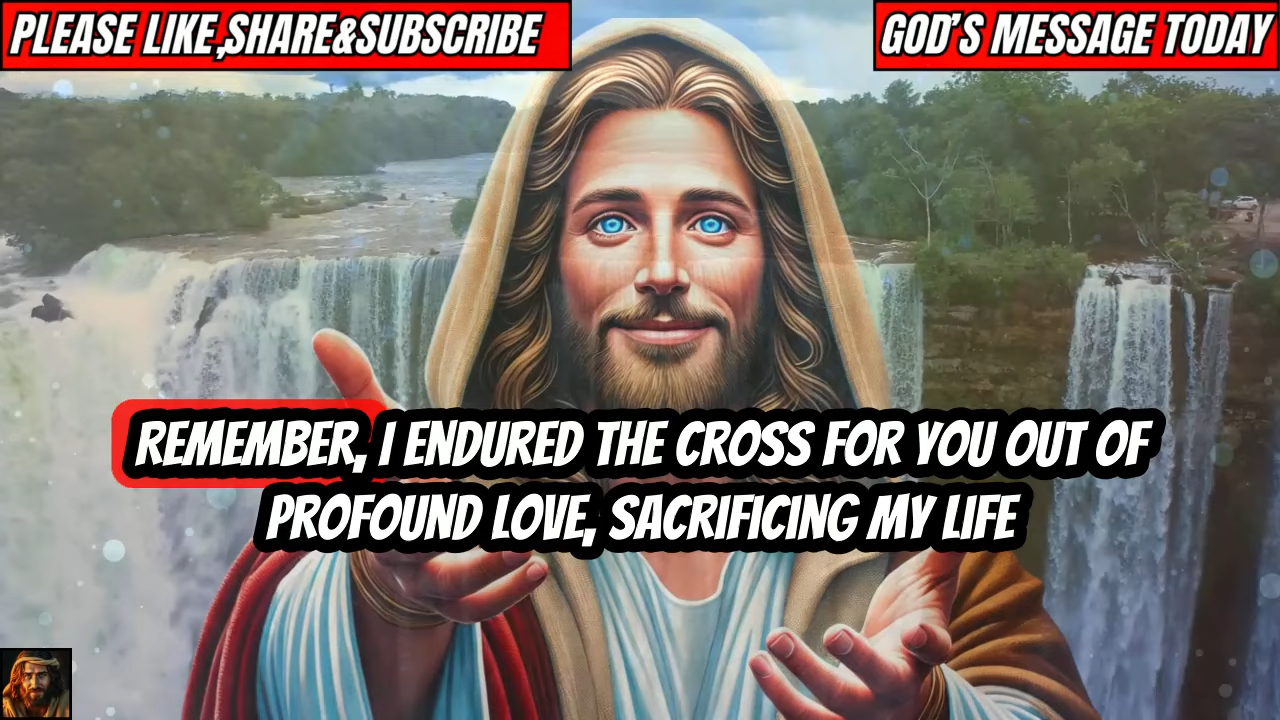 PLEASE LIKE,SHARE&SUBSCRIBE
GOD'S MESSAGE TODAY
REMEMBER, I ENDURED THE CROSS FOR YOU OUT OF
PROFOUND LOVE, SACRIFICING MY LIFE